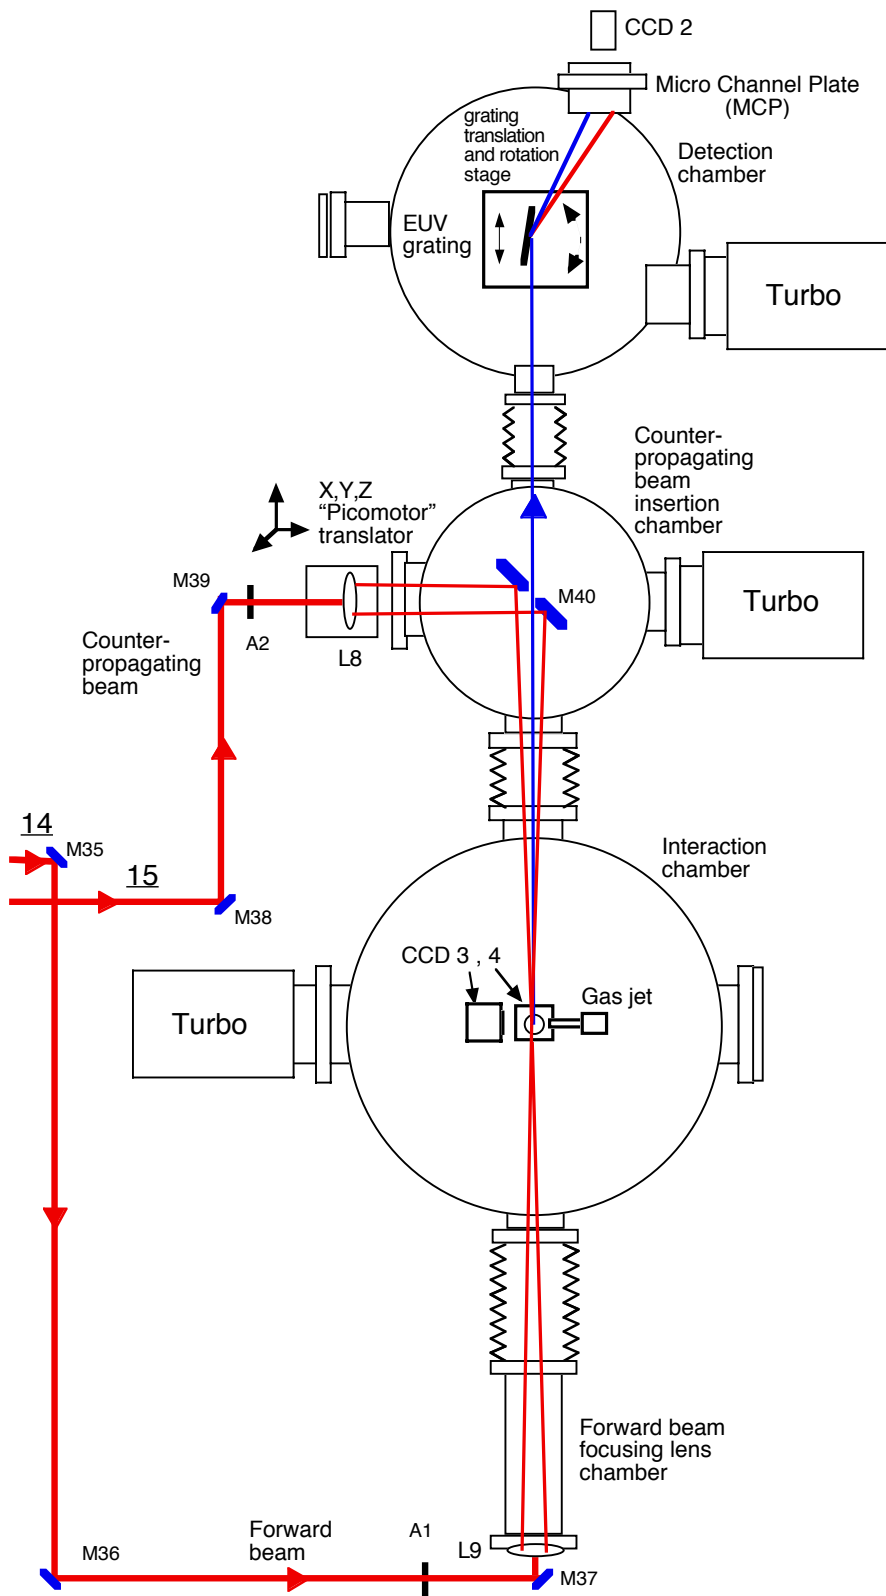 CCD 2
Micro Channel Plate
(MCP)
grating
translation
and rotation
stage
Detection
chamber
EUV
grating
Turbo
Counter-
propagating
beam
insertion
chamber
X,Y,Z
“Picomotor”
translator
M39
M40
Turbo
A2
L8
Counter-
propagating
beam
14
M35
15
M38
Interaction
chamber
CCD 3 , 4
Gas jet
Turbo
Forward beam
focusing lens
chamber
Forward
beam
A1
L9
M36
M37